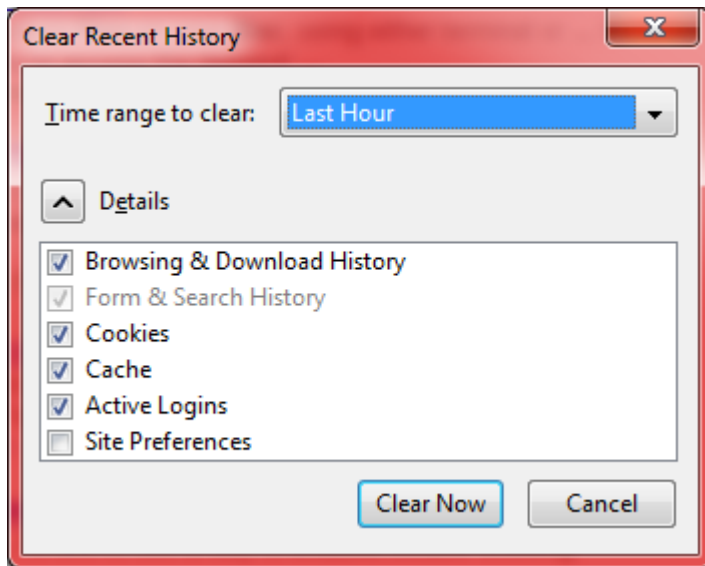 Clear Recent History
Time range to clear: Last Hour
Details
Browsing & Download History
Form & Search History
Cookies
Cache
Active Logins
Site Preferences
Clear Now Cancel